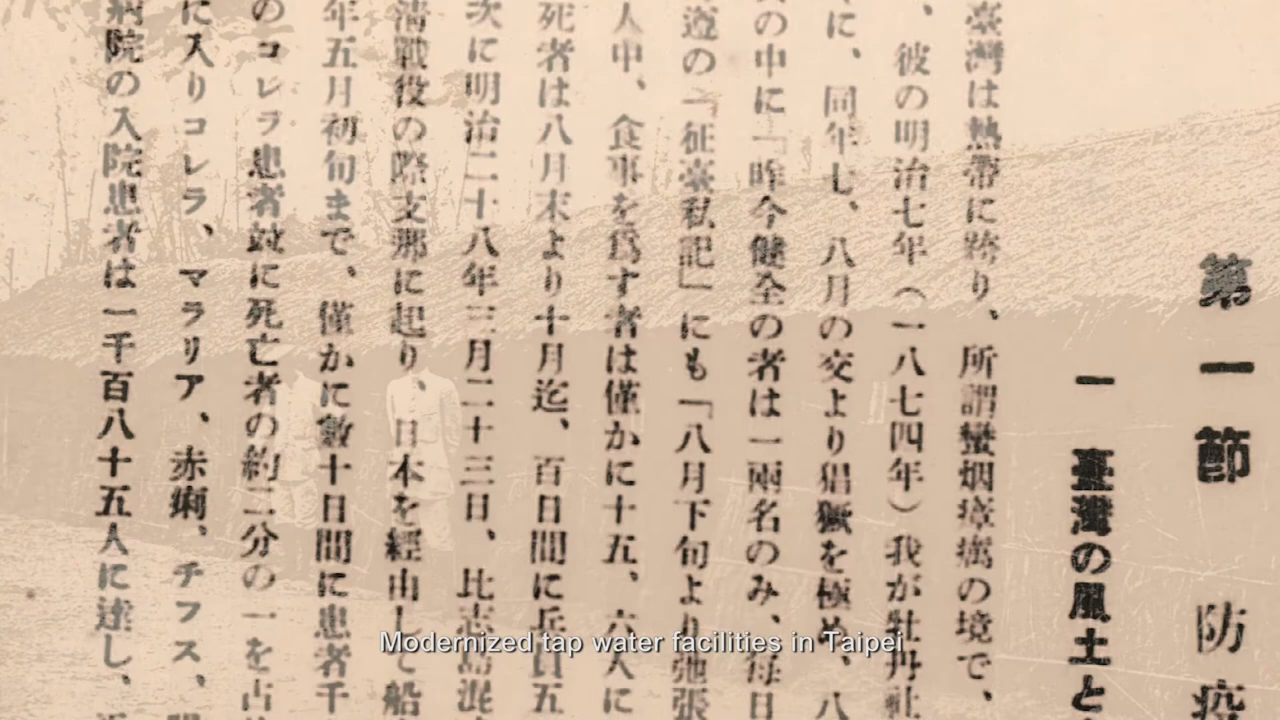 第一節 防疫
一 臺灣の風土と
臺灣は熱帶に跨り、所謂蠻烟瘴癘の境で、
、彼の明治七年（一八七四年）我が牡丹社
に、同年七、八月の交より猖獗を極め、八
の中に「昨今健全の者は一兩名のみ、每日
遵の「征臺私記」にも「八月下旬より弛張
人中、食事を爲す者は僅かに十五、六人に
死者は八月末より十月迄、百日間に兵員五
次に明治二十八年三月二十三日、比志島混
淸戰役の際支那に起り、日本を經由して船
年五月初旬まで、僅かに數十日間に患者千
のコレラ患者數に死亡者の約二分の一を占
に入りコレラ、マラリア、赤痢、チフス、
病院の入院患者は一千百八十五人に達し、
Modernized tap water facilities in Taipei